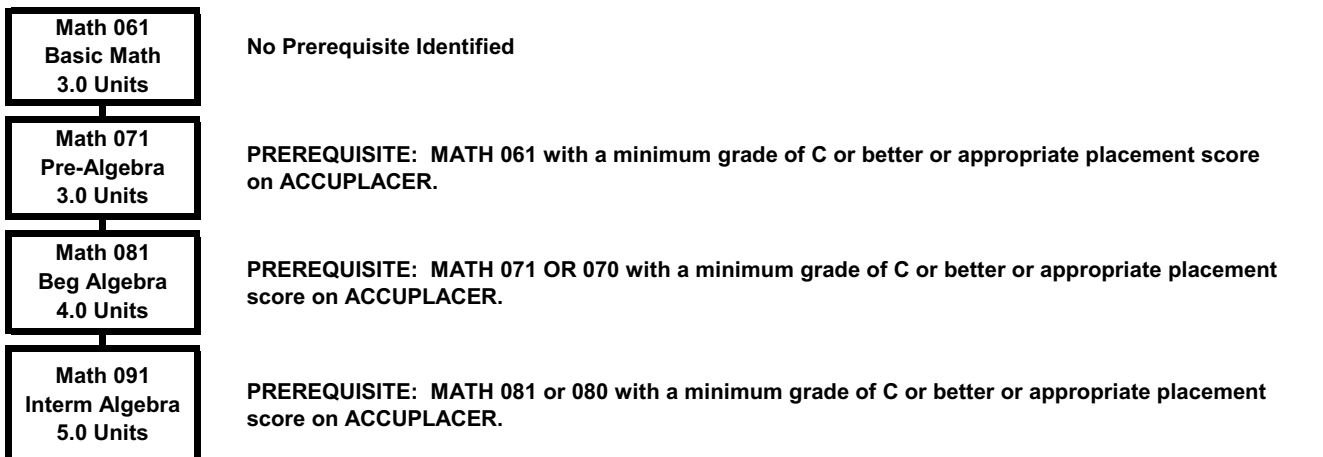 Math 061
Basic Math
3.0 Units
No Prerequisite Identified
Math 071
Pre-Algebra
3.0 Units
PREREQUISITE:  MATH 061 with a minimum grade of C or better or appropriate placement score
on ACCUPLACER.
Math 081
Beg Algebra
4.0 Units
PREREQUISITE:  MATH 071 OR 070 with a minimum grade of C or better or appropriate placement
score on ACCUPLACER.
Math 091
Interm Algebra
5.0 Units
PREREQUISITE:  MATH 081 or 080 with a minimum grade of C or better or appropriate placement
score on ACCUPLACER.